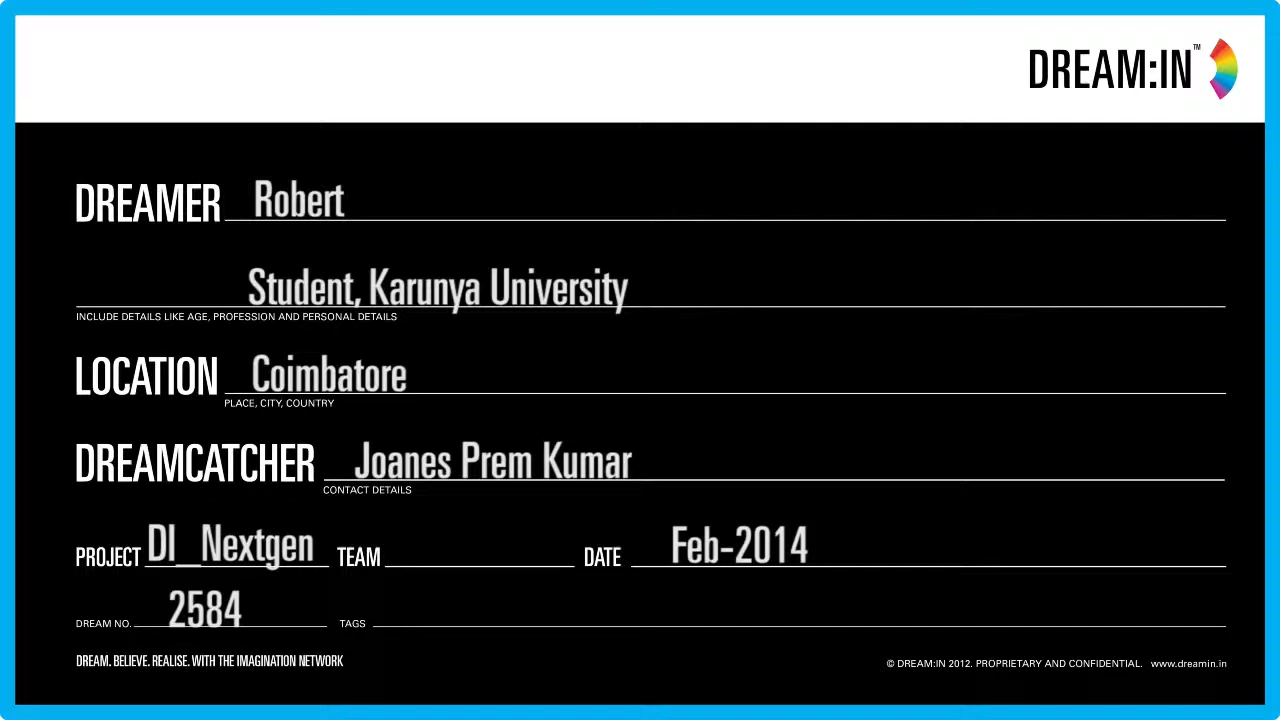 DREAM:IN™
DREAMER Robert
Student, Karunya University
INCLUDE DETAILS LIKE AGE, PROFESSION AND PERSONAL DETAILS
LOCATION Coimbatore
PLACE, CITY, COUNTRY
DREAMCATCHER Joanes Prem Kumar
CONTACT DETAILS
PROJECT DI_Nextgen TEAM DATE Feb-2014
DREAM NO. 2584 TAGS
DREAM. BELIEVE. REALISE. WITH THE IMAGINATION NETWORK © DREAM:IN 2012. PROPRIETARY AND CONFIDENTIAL. www.dreamin.in